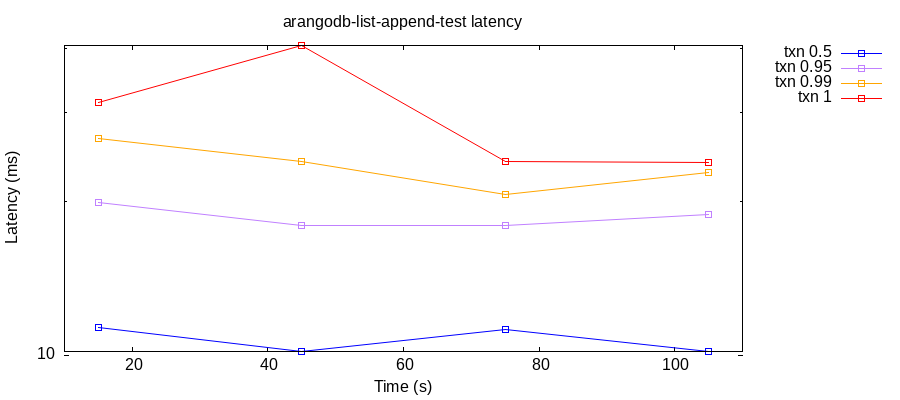 arangodb-list-append-test latency
txn 0.5
txn 0.95
txn 0.99
txn 1
Latency (ms)
10
20 40 60 80 100
Time (s)